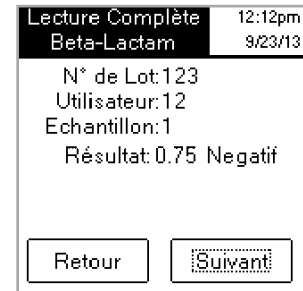 Lecture Complète 12:12pm
Beta-Lactam 9/23/13
N° de Lot:123
Utilisateur:12
Echantillon:1
Résultat:0.75 Negatif
Retour Suivant